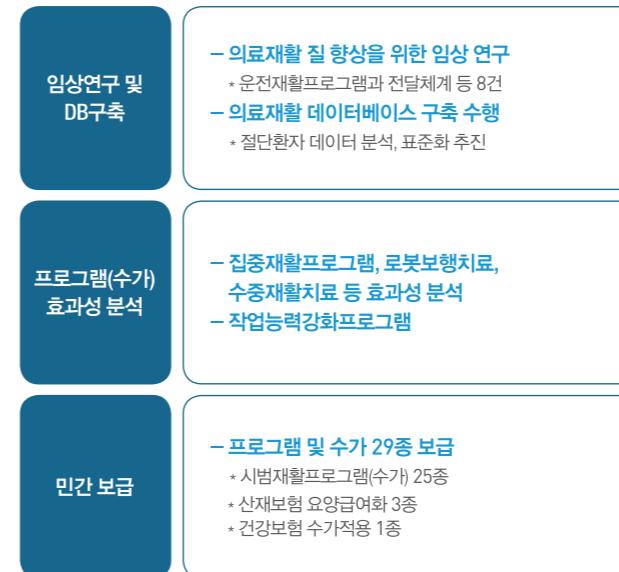 임상연구 및
DB구축
– 의료재활 질 향상을 위한 임상 연구
* 운전재활프로그램과 전달체계 등 8건
– 의료재활 데이터베이스 구축 수행
* 절단환자 데이터 분석, 표준화 추진
프로그램(수가)
효과성 분석
– 집중재활프로그램, 로봇보행치료,
수중재활치료 등 효과성 분석
– 작업능력강화프로그램
민간 보급
– 프로그램 및 수가 29종 보급
* 시범재활프로그램(수가) 25종
* 산재보험 요양급여화 3종
* 건강보험 수가적용 1종